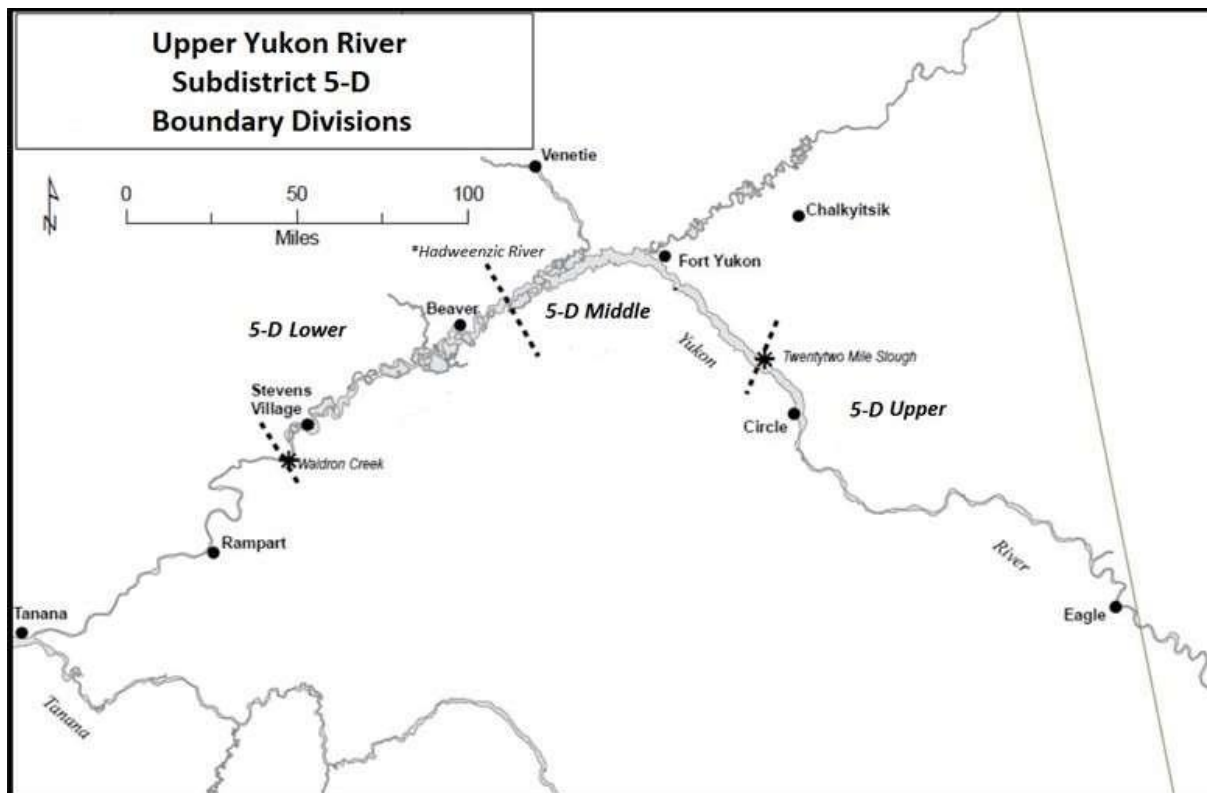 Upper Yukon River
Subdistrict 5-D
Boundary Divisions
Venetie
N
0 50 100
Miles
Chalkyitsik
*Hadweenzic River
Fort Yukon
Beaver
5-D Middle
5-D Lower
Yukon
Twentytwo Mile Slough
Stevens
Village
5-D Upper
Circle
Waldron Creek
Rampart
River
Tanana
Eagle
Tanana